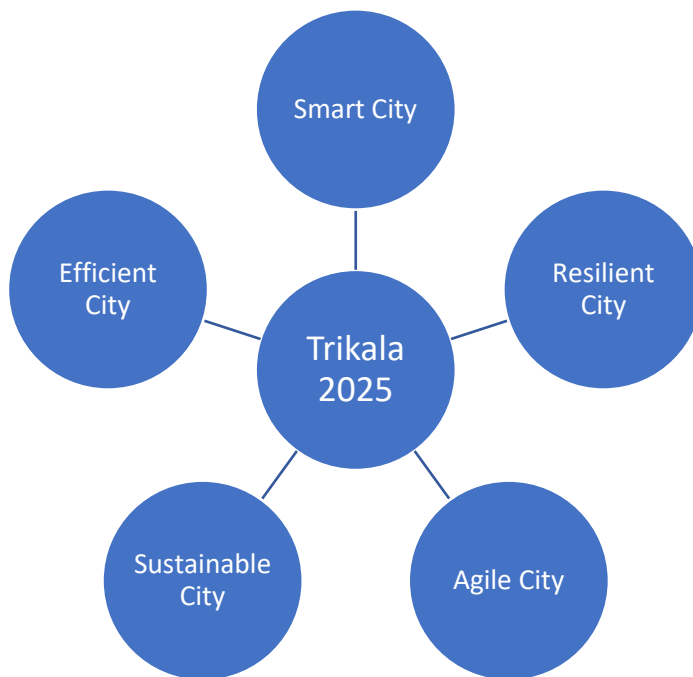 Smart City
Efficient
City
Resilient
City
Trikala
2025
Sustainable
City
Agile City